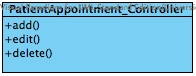 PatientAppointment_Controller
+add()
+edit()
+delete()